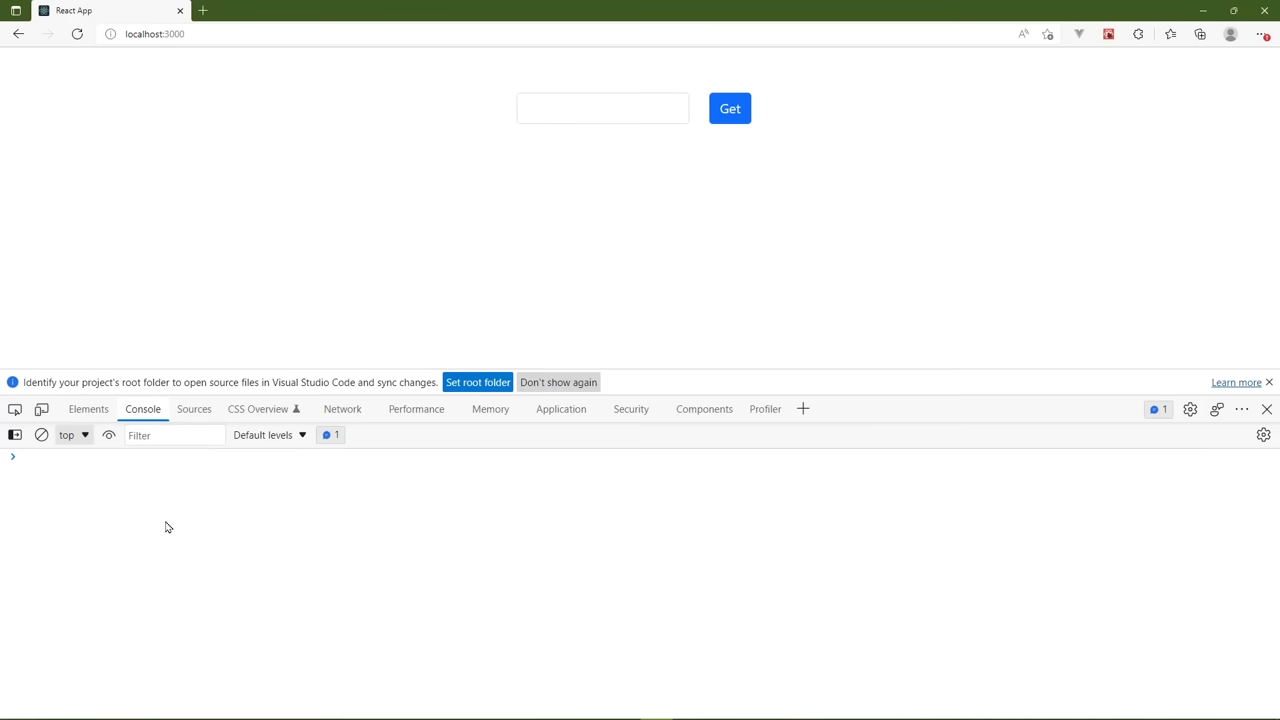 React App
localhost:3000
Get
Identify your project's root folder to open source files in Visual Studio Code and sync changes. Set root folder Don't show again Learn more
Elements Console Sources CSS Overview Network Performance Memory Application Security Components Profiler 1
top Filter Default levels 1